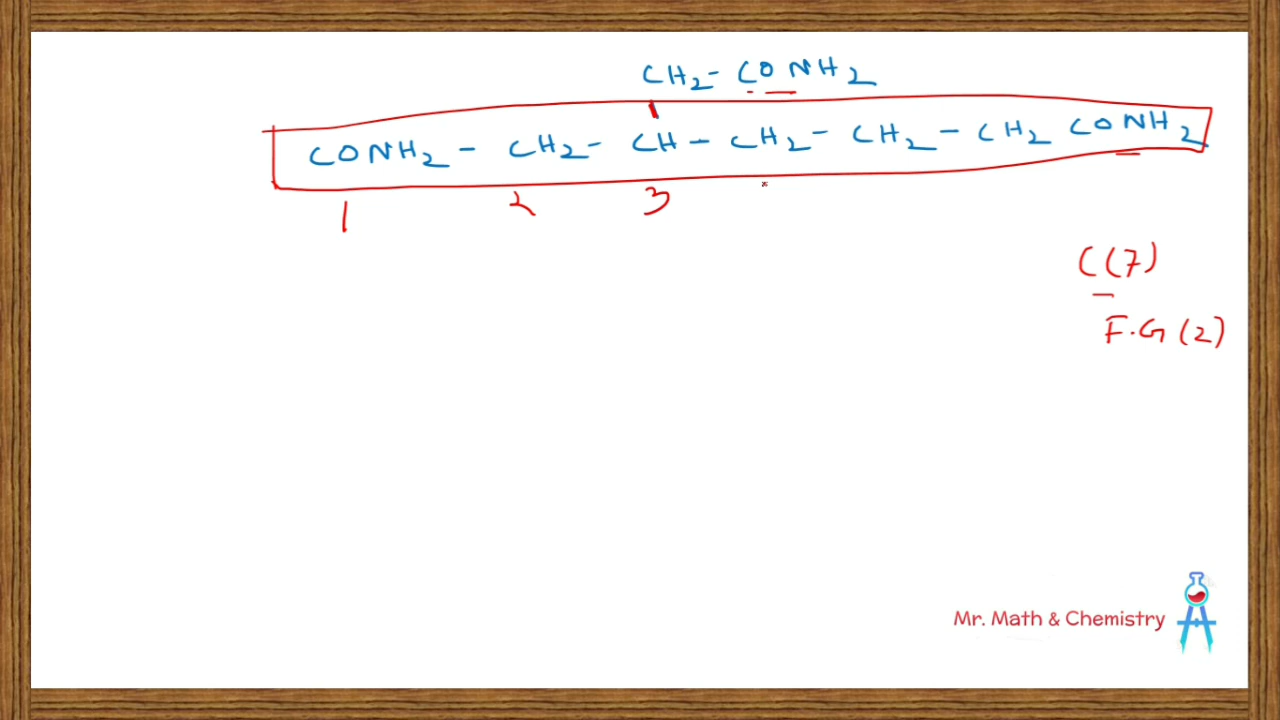 CH2- CONH2
CONH2 - CH2- CH - CH2- CH2 - CH2 CONH2
1 2 3
C(7)
F.G (2)
Mr. Math & Chemistry